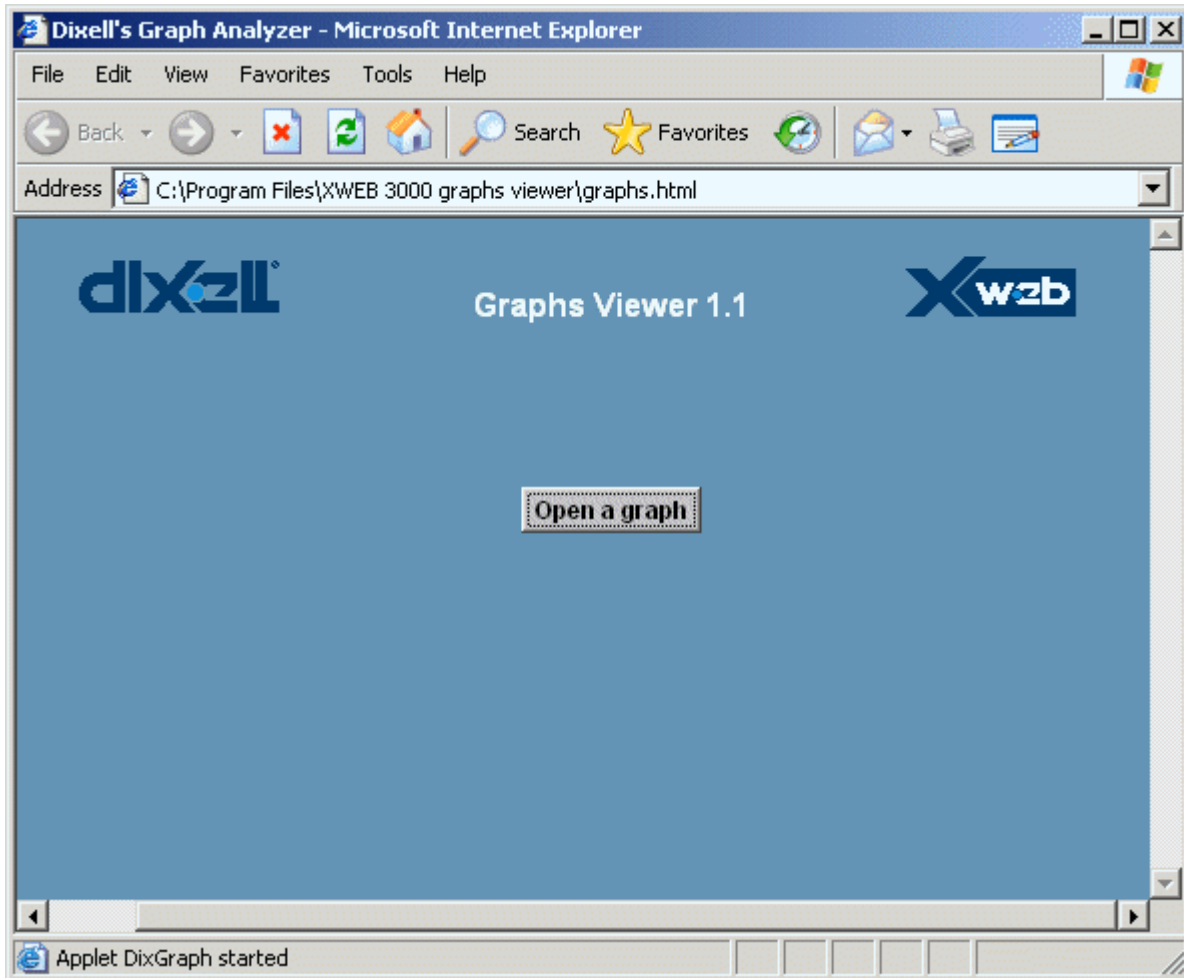 Dixell's Graph Analyzer - Microsoft Internet Explorer
File Edit View Favorites Tools Help
Back Search Favorites
Address C:\Program Files\XWEB 3000 graphs viewer\graphs.html
dixell
Graphs Viewer 1.1
Xweb
Open a graph
Applet DixGraph started